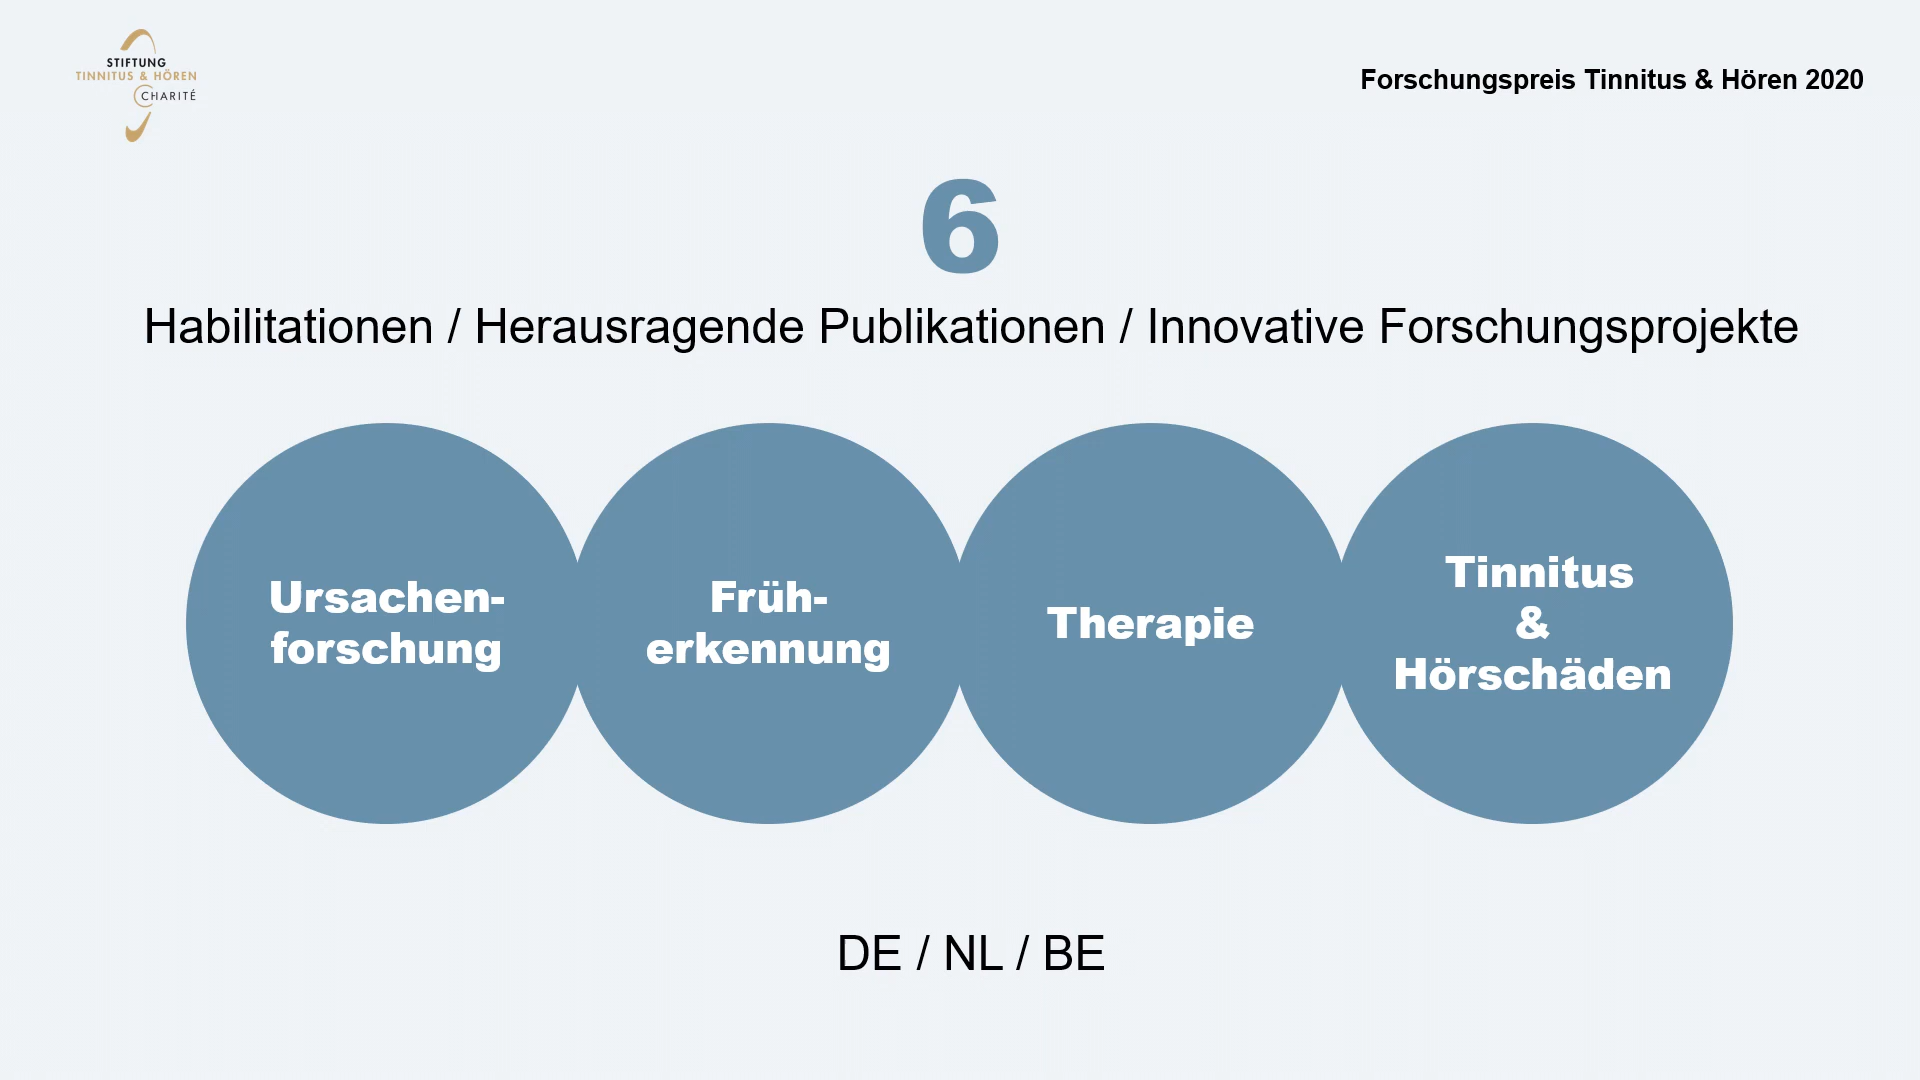 STIFTUNG
TINNITUS & HÖREN
CHARITÉ
Forschungspreis Tinnitus & Hören 2020
6
Habilitationen / Herausragende Publikationen / Innovative Forschungsprojekte
Ursachen-
forschung
Früh-
erkennung
Therapie
Tinnitus
&
Hörschäden
DE / NL / BE